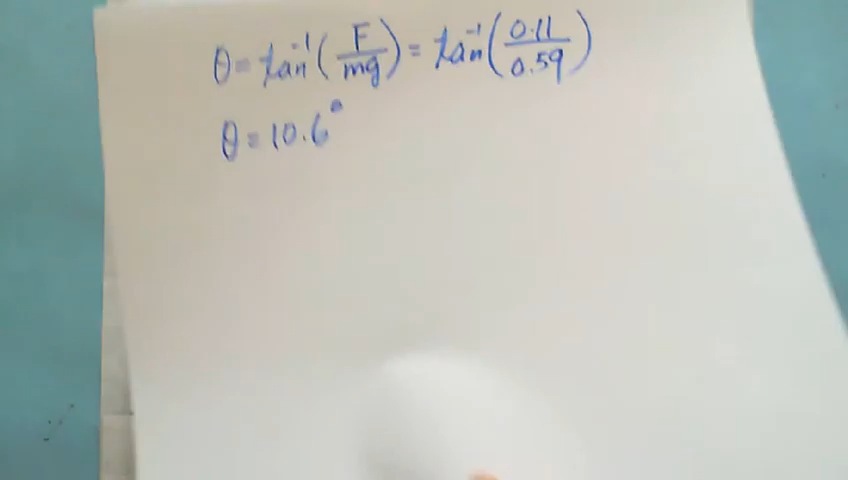 θ = tan⁻¹(F/mg) = tan⁻¹(0.11/0.59)
θ = 10.6°